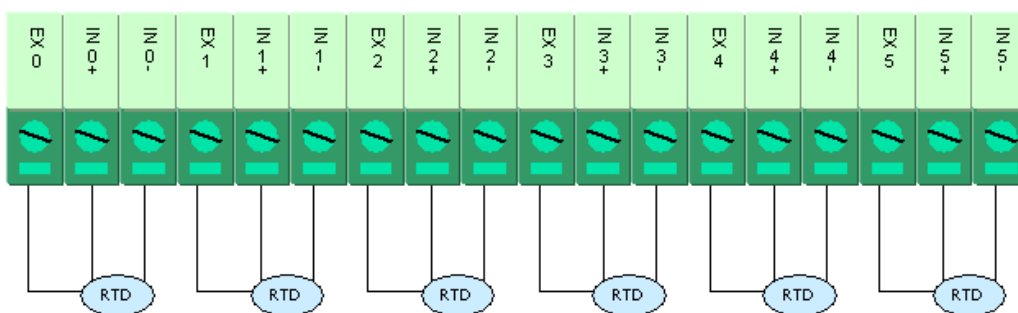 EX 0 IN 0+ IN 0- EX 1 IN 1+ IN 1- EX 2 IN 2+ IN 2- EX 3 IN 3+ IN 3- EX 4 IN 4+ IN 4- EX 5 IN 5+ IN 5-
RTD RTD RTD RTD RTD RTD